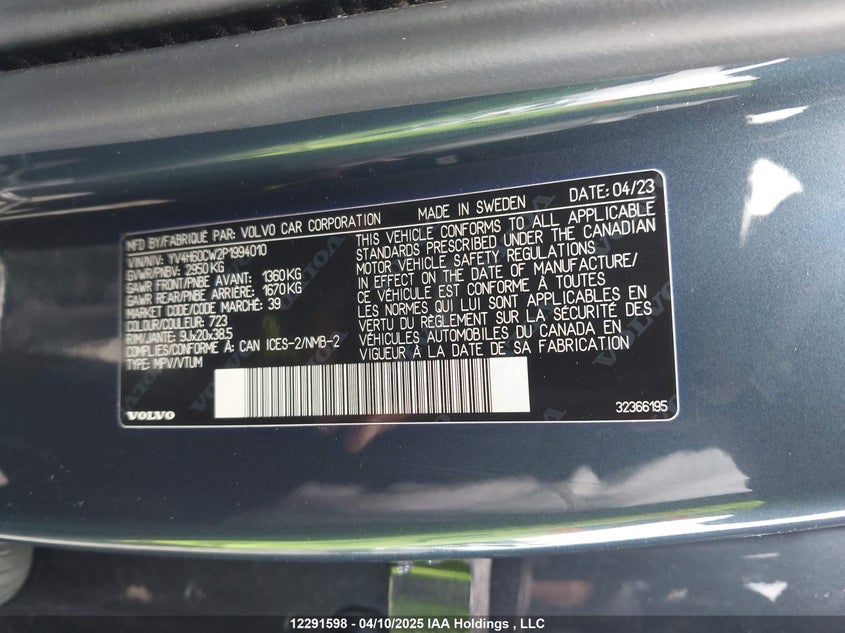 MFD BY/FABRIQUÉ PAR: VOLVO CAR CORPORATION MADE IN SWEDEN DATE: 04/23
VIN/NIV: YV4H60CW2P1994010
GVWR/PNBV: 2950 KG
GAWR FRONT/PNBE AVANT: 1360 KG
GAWR REAR/PNBE ARRIÈRE: 1670 KG
MARKET CODE/CODE MARCHÉ: 39
COLOUR/COULEUR: 723
RIM/JANTE: 9Jx20x38.5
COMPLIES/CONFORME À: CAN ICES-2/NMB-2
TYPE: MPV/VTUM
THIS VEHICLE CONFORMS TO ALL APPLICABLE
STANDARDS PRESCRIBED UNDER THE CANADIAN
MOTOR VEHICLE SAFETY REGULATIONS
IN EFFECT ON THE DATE OF MANUFACTURE/
CE VÉHICULE EST CONFORME À TOUTES
LES NORMES QUI LUI SONT APPLICABLES EN
VERTU DU RÈGLEMENT SUR LA SÉCURITÉ DES
VÉHICULES AUTOMOBILES DU CANADA EN
VIGUEUR À LA DATE DE SA FABRICATION
VOLVO
32366195
12291598 - 04/10/2025 IAA Holdings , LLC